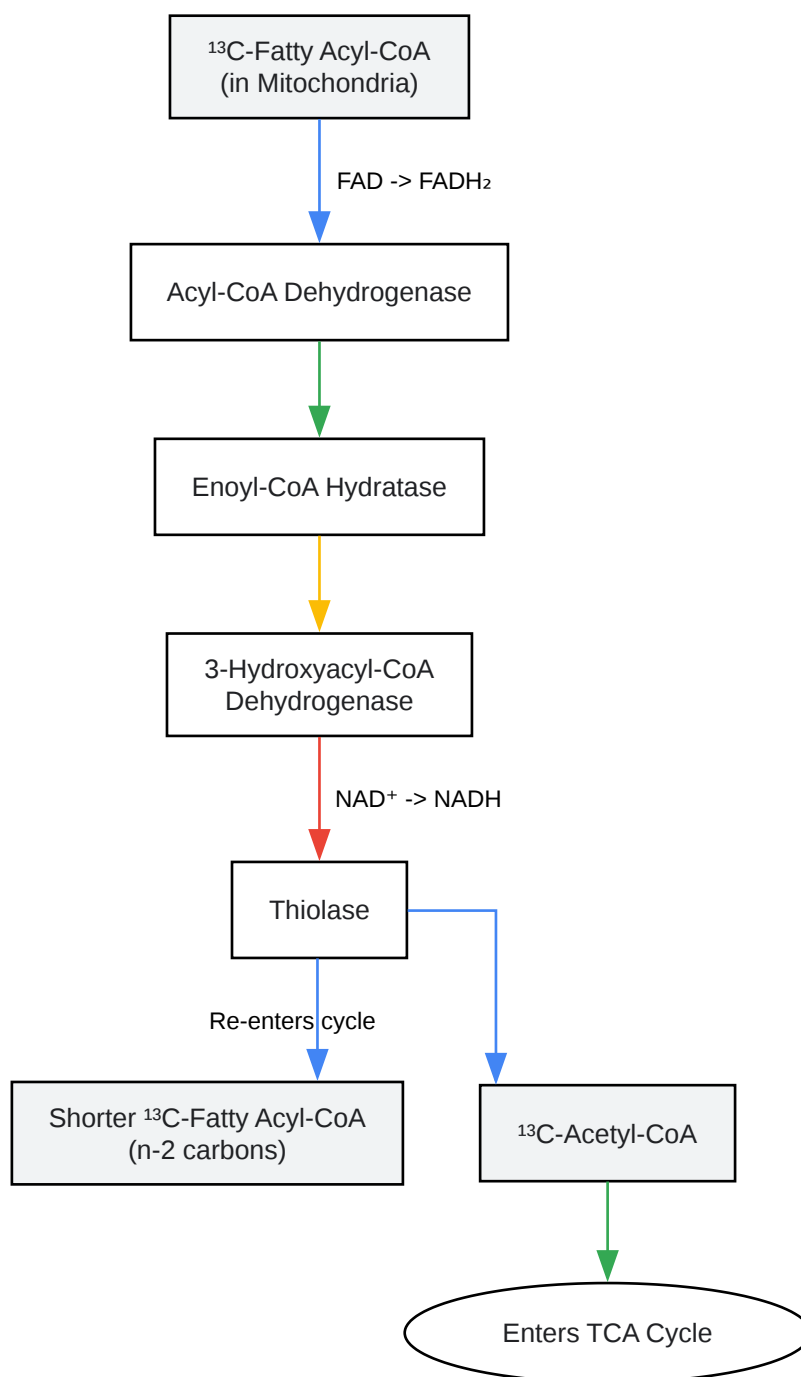 ¹³C-Fatty Acyl-CoA
(in Mitochondria)
FAD -> FADH₂
Acyl-CoA Dehydrogenase
Enoyl-CoA Hydratase
3-Hydroxyacyl-CoA
Dehydrogenase
NAD⁺ -> NADH
Thiolase
Re-enters cycle
Shorter ¹³C-Fatty Acyl-CoA
(n-2 carbons)
¹³C-Acetyl-CoA
Enters TCA Cycle